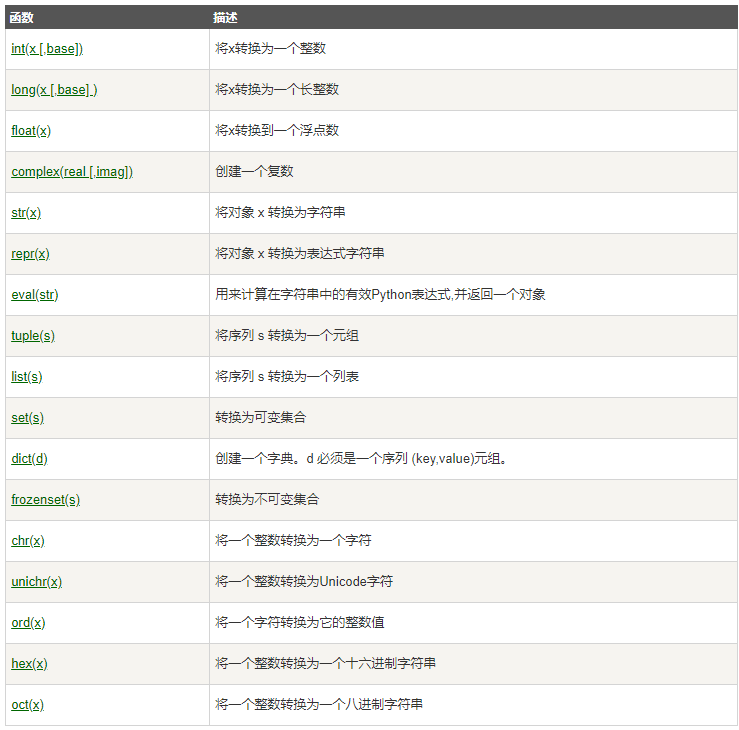 函数 描述
int(x [,base]) 将x转换为一个整数
long(x [,base] ) 将x转换为一个长整数
float(x) 将x转换到一个浮点数
complex(real [,imag]) 创建一个复数
str(x) 将对象 x 转换为字符串
repr(x) 将对象 x 转换为表达式字符串
eval(str) 用来计算在字符串中的有效Python表达式,并返回一个对象
tuple(s) 将序列 s 转换为一个元组
list(s) 将序列 s 转换为一个列表
set(s) 转换为可变集合
dict(d) 创建一个字典。d 必须是一个序列 (key,value)元组。
frozenset(s) 转换为不可变集合
chr(x) 将一个整数转换为一个字符
unichr(x) 将一个整数转换为Unicode字符
ord(x) 将一个字符转换为它的整数值
hex(x) 将一个整数转换为一个十六进制字符串
oct(x) 将一个整数转换为一个八进制字符串